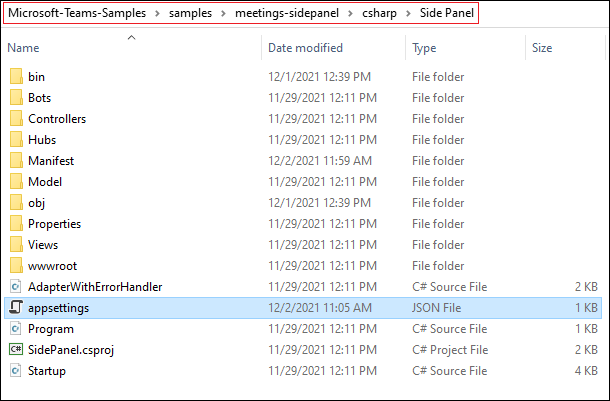 Microsoft-Teams-Samples > samples > meetings-sidepanel > csharp > Side Panel
Name Date modified Type Size
bin 12/1/2021 12:39 PM File folder
Bots 11/29/2021 12:11 PM File folder
Controllers 11/29/2021 12:11 PM File folder
Hubs 11/29/2021 12:11 PM File folder
Manifest 12/2/2021 11:59 AM File folder
Model 11/29/2021 12:11 PM File folder
obj 12/1/2021 12:39 PM File folder
Properties 11/29/2021 12:11 PM File folder
Views 11/29/2021 12:11 PM File folder
wwwroot 11/29/2021 12:11 PM File folder
AdapterWithErrorHandler 11/29/2021 12:11 PM C# Source File 2 KB
appsettings 12/2/2021 11:05 AM JSON File 1 KB
Program 11/29/2021 12:11 PM C# Source File 1 KB
C# SidePanel.csproj 11/29/2021 12:11 PM C# Project File 2 KB
Startup 11/29/2021 12:11 PM C# Source File 4 KB